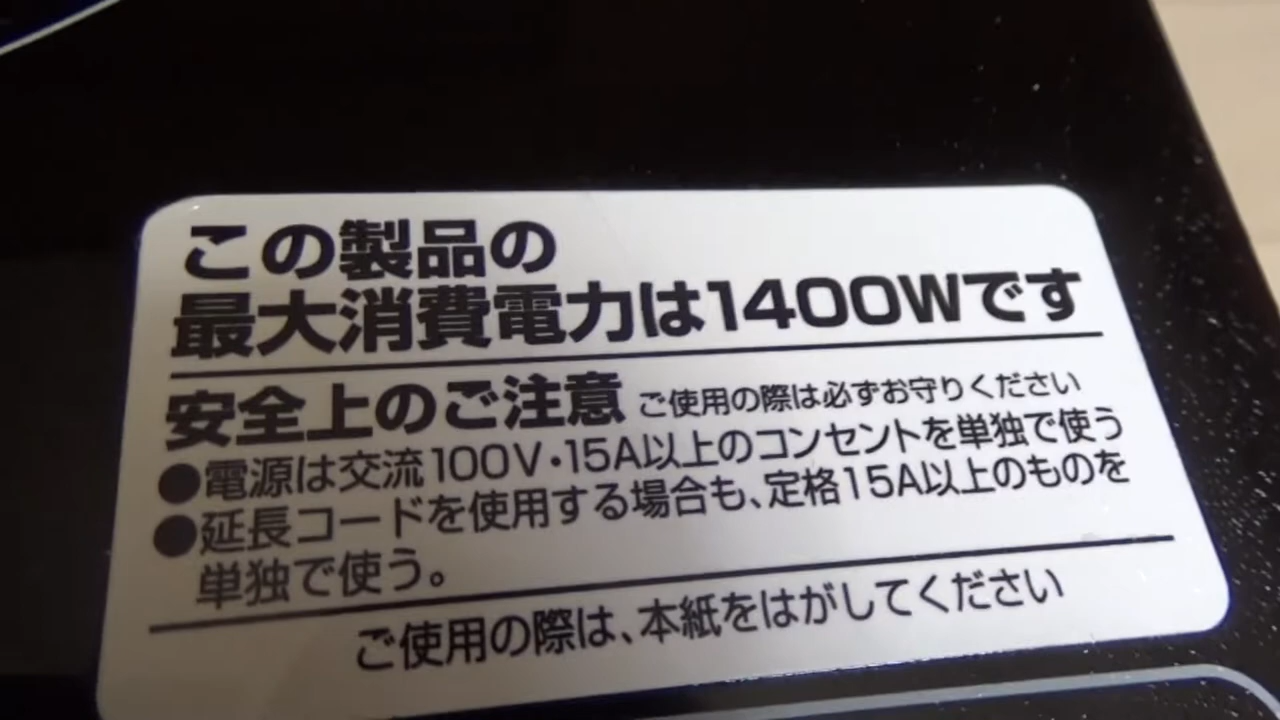 この製品の
最大消費電力は1400Wです
安全上のご注意 ご使用の際は必ずお守りください
●電源は交流100V・15A以上のコンセントを単独で使う
●延長コードを使用する場合も、定格15A以上のものを
単独で使う。
ご使用の際は、本紙をはがしてください